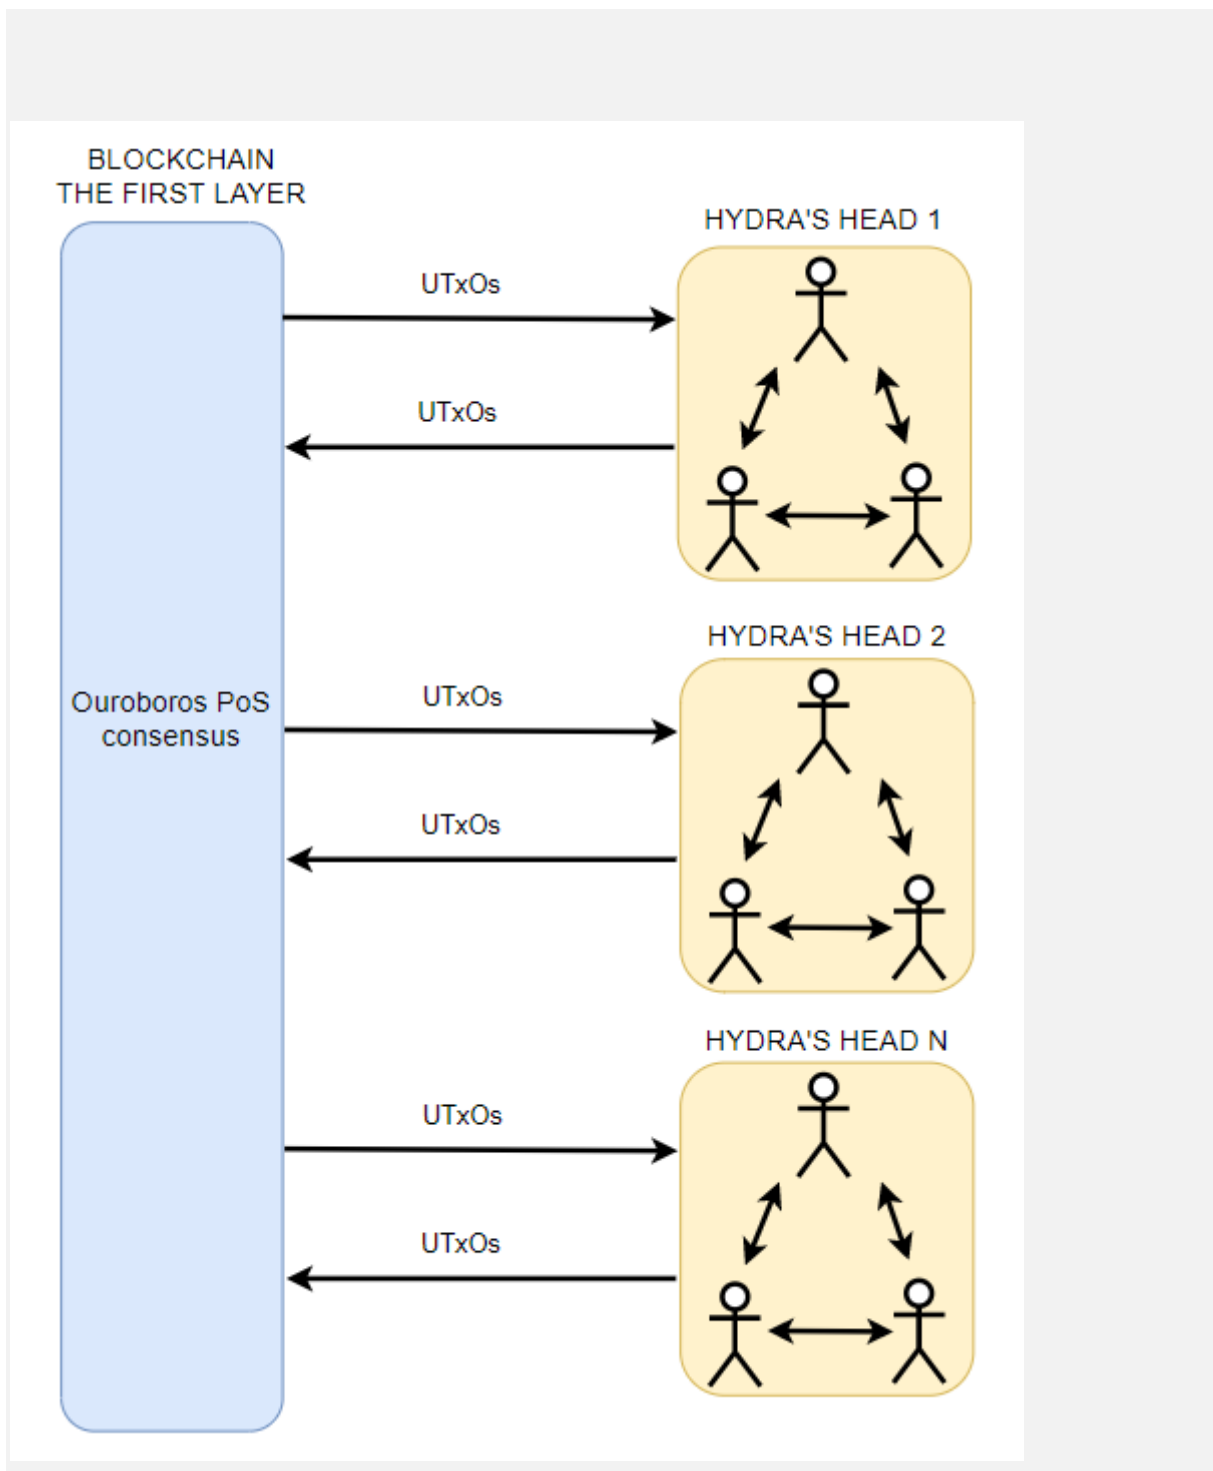 BLOCKCHAIN
THE FIRST LAYER
HYDRA'S HEAD 1
UTxOs
UTxOs
HYDRA'S HEAD 2
Ouroboros PoS
consensus
UTxOs
UTxOs
HYDRA'S HEAD N
UTxOs
UTxOs